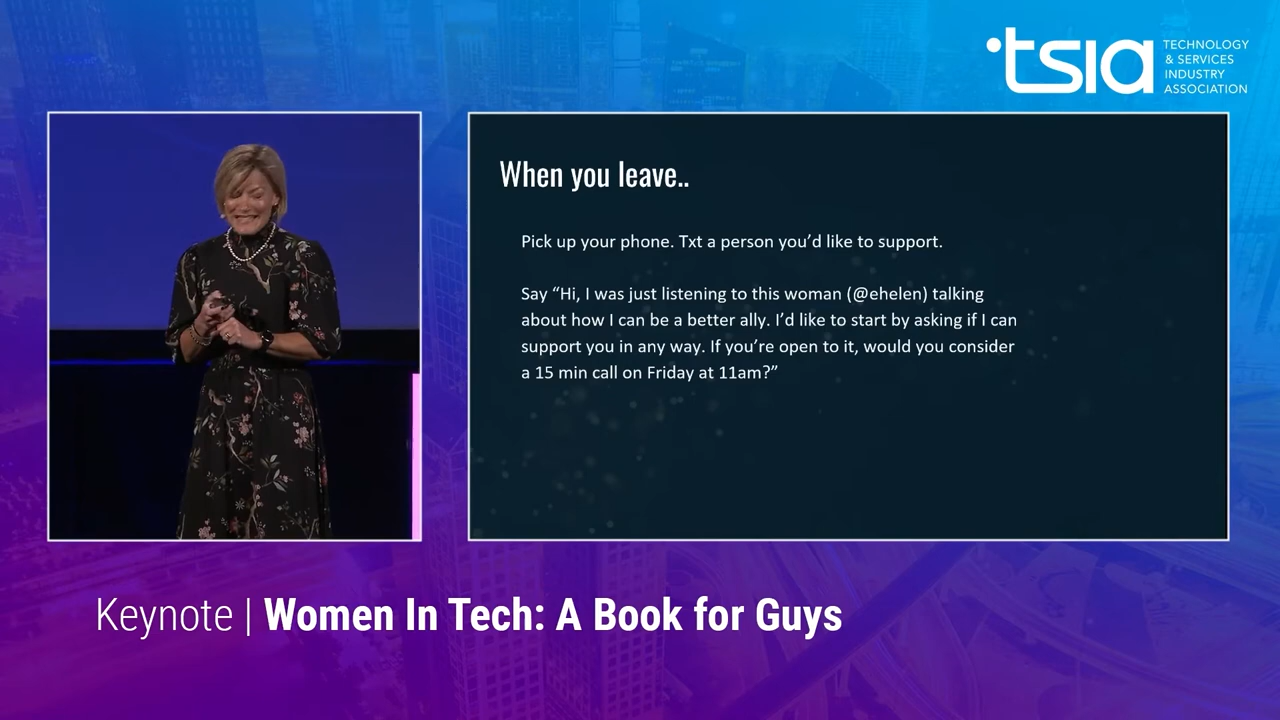 tsia
TECHNOLOGY
& SERVICES
INDUSTRY
ASSOCIATION
When you leave..
Pick up your phone. Txt a person you’d like to support.
Say “Hi, I was just listening to this woman (@ehelen) talking
about how I can be a better ally. I’d like to start by asking if I can
support you in any way. If you’re open to it, would you consider
a 15 min call on Friday at 11am?”
Keynote | Women In Tech: A Book for Guys